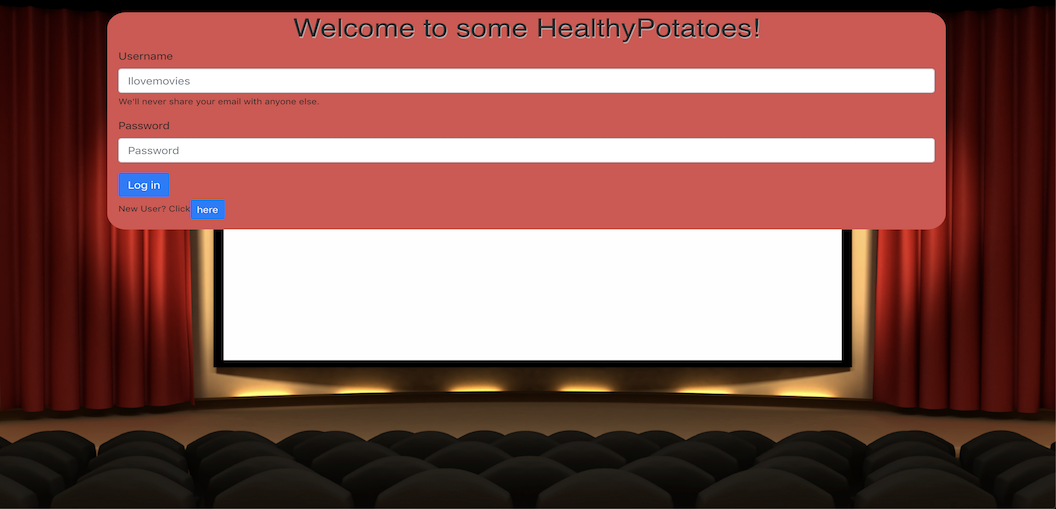 Welcome to some HealthyPotatoes!
Username
Ilovemovies
We'll never share your email with anyone else.
Password
Password
Log in
New User? Click here